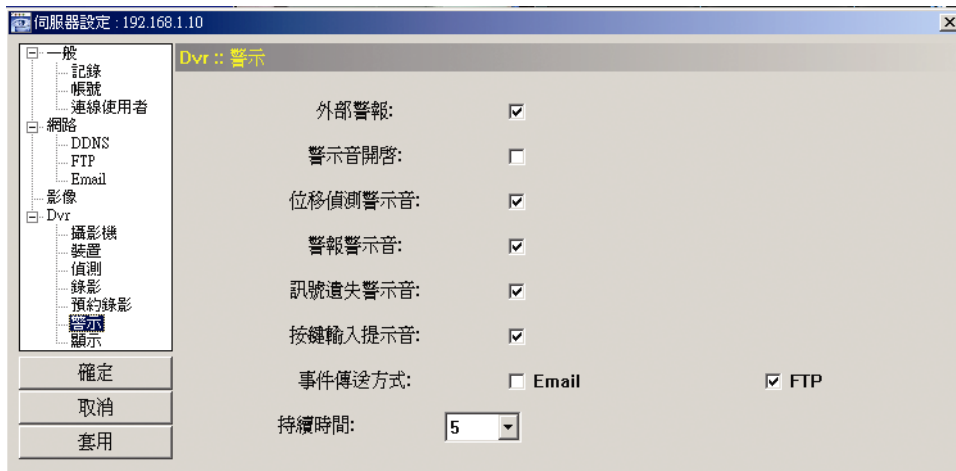 伺服器設定 : 192.168.1.10
一般
記錄
帳號
連線使用者
網路
DDNS
FTP
Email
影像
Dvr
攝影機
裝置
偵測
錄影
預約錄影
警示
顯示
確定
取消
套用
Dvr :: 警示
外部警報:
警示音開啓:
位移偵測警示音:
警報警示音:
訊號遺失警示音:
按鍵輸入提示音:
事件傳送方式: Email FTP
持續時間: 5